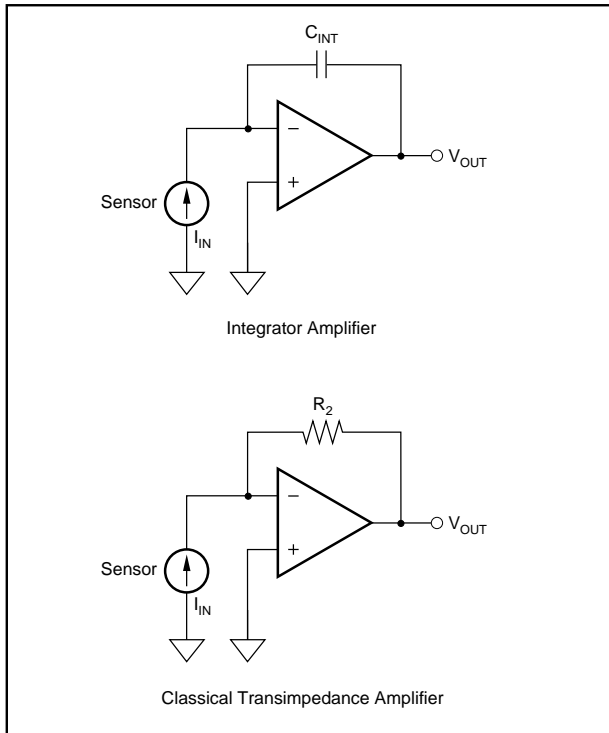 C_INT
−
+
V_OUT
Sensor
I_IN
Integrator Amplifier
R_2
−
+
V_OUT
Sensor
I_IN
Classical Transimpedance Amplifier